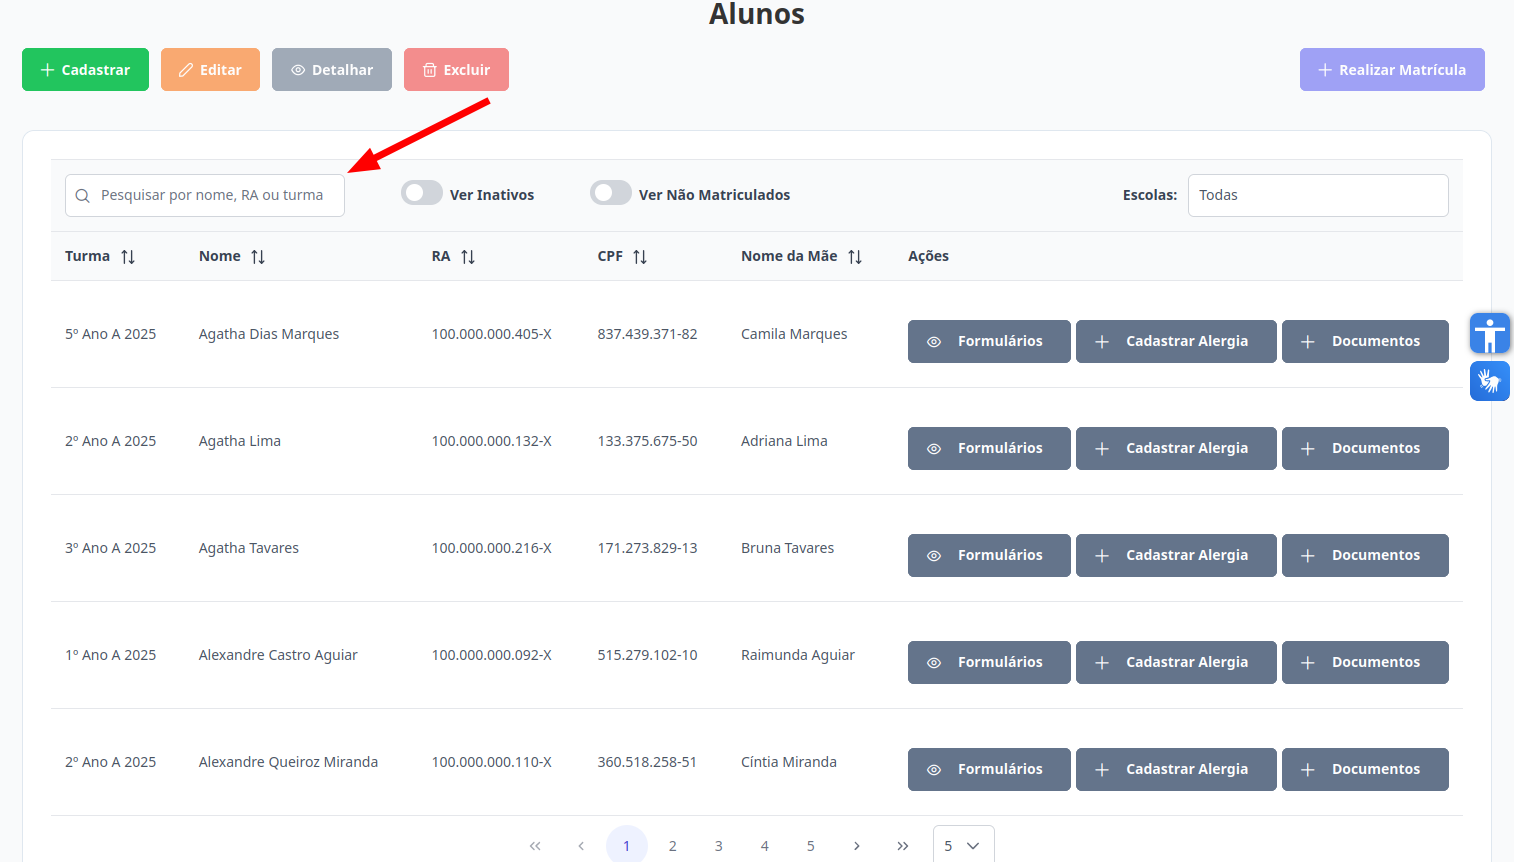 Alunos
Cadastrar Editar Detalhar Excluir Realizar Matrícula
Pesquisar por nome, RA ou turma Ver Inativos Ver Não Matriculados Escolas: Todas
Turma Nome RA CPF Nome da Mãe Ações
5º Ano A 2025 Agatha Dias Marques 100.000.000.405-X 837.439.371-82 Camila Marques Formulários Cadastrar Alergia Documentos
2º Ano A 2025 Agatha Lima 100.000.000.132-X 133.375.675-50 Adriana Lima Formulários Cadastrar Alergia Documentos
3º Ano A 2025 Agatha Tavares 100.000.000.216-X 171.273.829-13 Bruna Tavares Formulários Cadastrar Alergia Documentos
1º Ano A 2025 Alexandre Castro Aguiar 100.000.000.092-X 515.279.102-10 Raimunda Aguiar Formulários Cadastrar Alergia Documentos
2º Ano A 2025 Alexandre Queiroz Miranda 100.000.000.110-X 360.518.258-51 Cíntia Miranda Formulários Cadastrar Alergia Documentos
« ‹ 1 2 3 4 5 › » 5